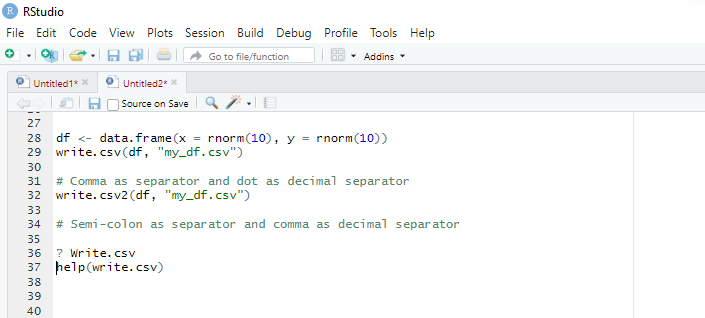 R RStudio
File Edit Code View Plots Session Build Debug Profile Tools Help
Go to file/function Addins
Untitled1* × Untitled2* ×
Source on Save
27
28 df <- data.frame(x = rnorm(10), y = rnorm(10))
29 write.csv(df, "my_df.csv")
30
31 # Comma as separator and dot as decimal separator
32 write.csv2(df, "my_df.csv")
33
34 # Semi-colon as separator and comma as decimal separator
35
36 ? Write.csv
37 help(write.csv)
38
39
40